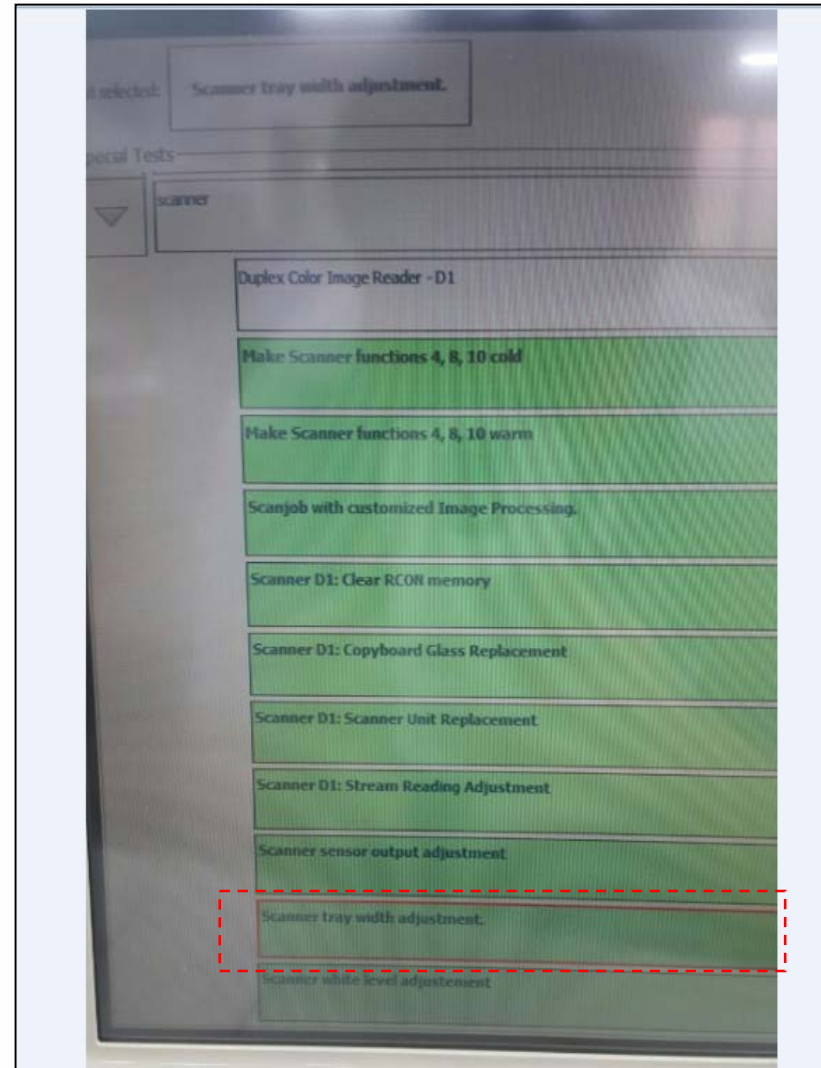 selected:
Scanner tray width adjustment.
pecial Tests
scanner
Duplex Color Image Reader - D1
Make Scanner functions 4, 8, 10 cold
Make Scanner functions 4, 8, 10 warm
Scanjob with customized Image Processing.
Scanner D1: Clear RCON memory
Scanner D1: Copyboard Glass Replacement
Scanner D1: Scanner Unit Replacement
Scanner D1: Stream Reading Adjustment
Scanner sensor output adjustment
Scanner tray width adjustment.
Scanner white level adjustement